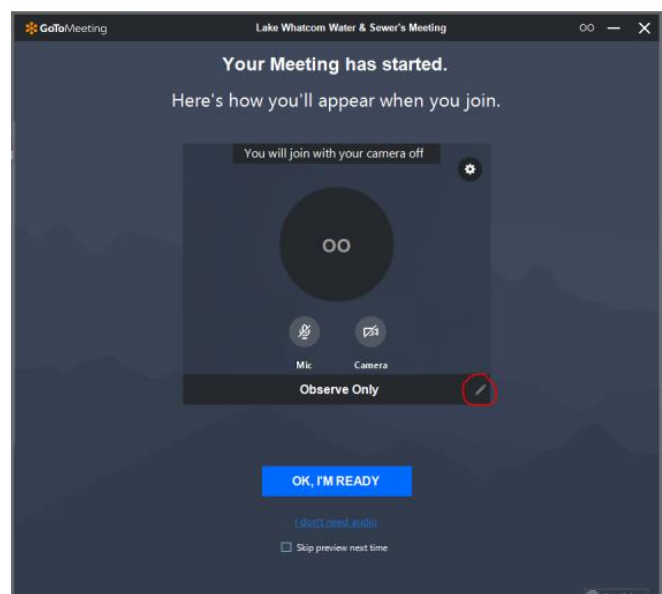 GoToMeeting
Lake Whatcom Water & Sewer's Meeting
OO
Your Meeting has started.
Here's how you'll appear when you join.
You will join with your camera off
OO
Mic
Camera
Observe Only
OK, I'M READY
I don't need audio
Skip preview next time